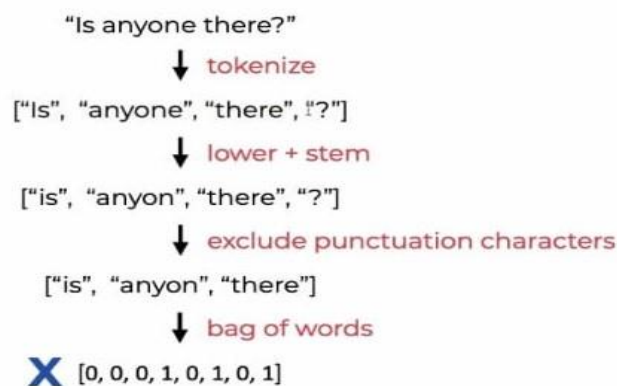 “Is anyone there?”
tokenize
[“Is”, “anyone”, “there”, “?”]
lower + stem
[“is”, “anyon”, “there”, “?”]
exclude punctuation characters
[“is”, “anyon”, “there”]
bag of words
X [0, 0, 0, 1, 0, 1, 0, 1]